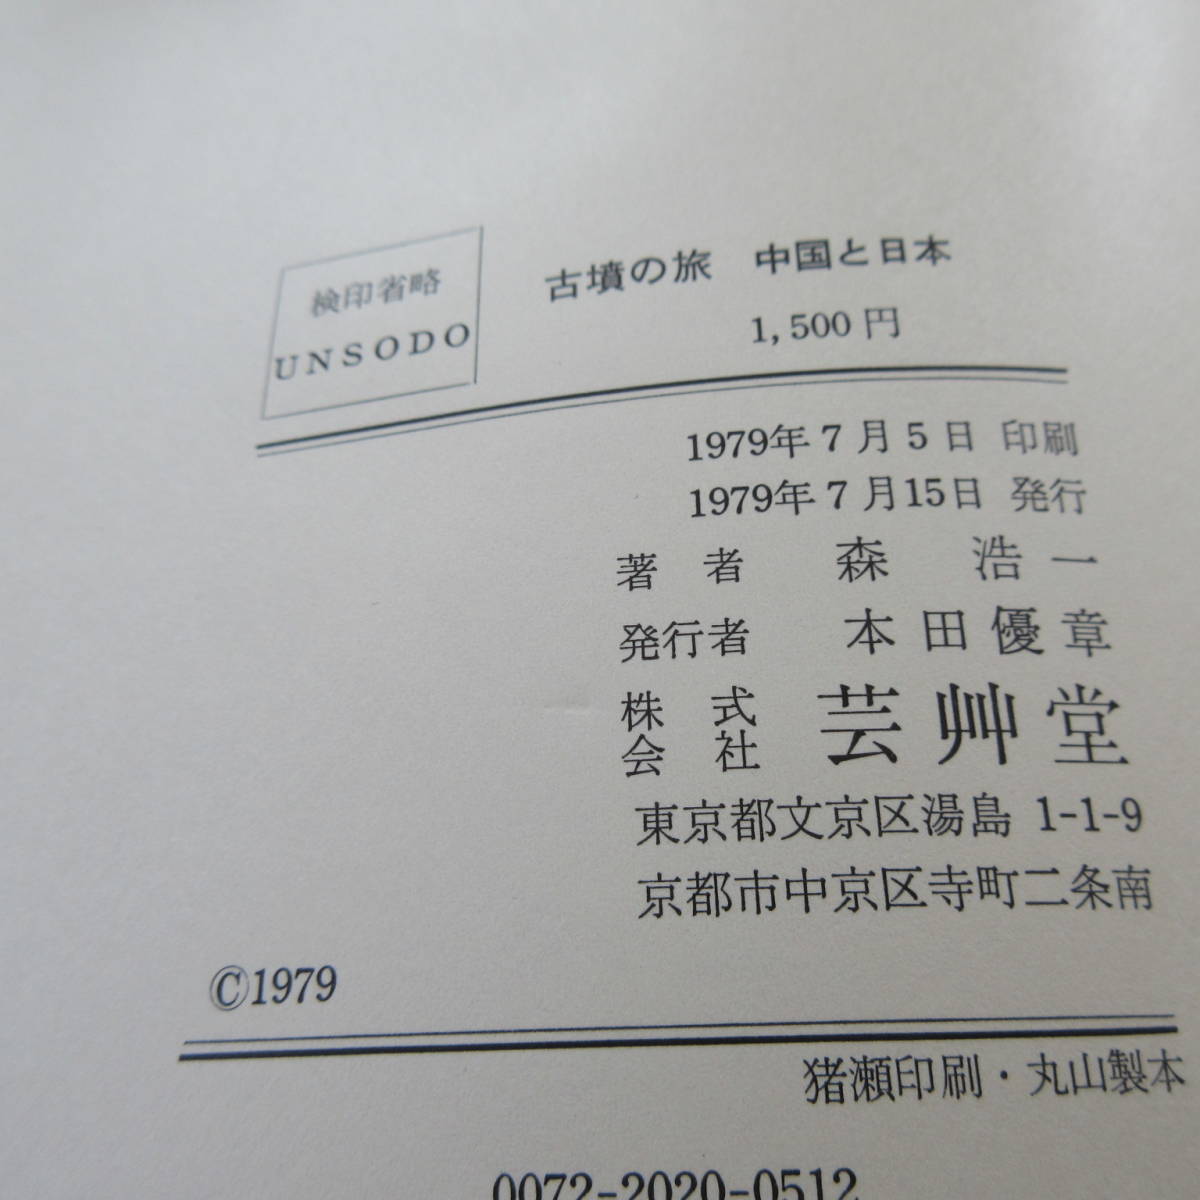 検印省略
UNSODO
古墳の旅　中国と日本
1,500 円
1979年 7 月 5 日 印刷
1979年 7 月15日 発行
著　者　森　浩一
発行者　本田優章
株式会社　芸艸堂
東京都文京区湯島 1-1-9
京都市中京区寺町二条南
©1979
猪瀬印刷・丸山製本
0072-2020-0512